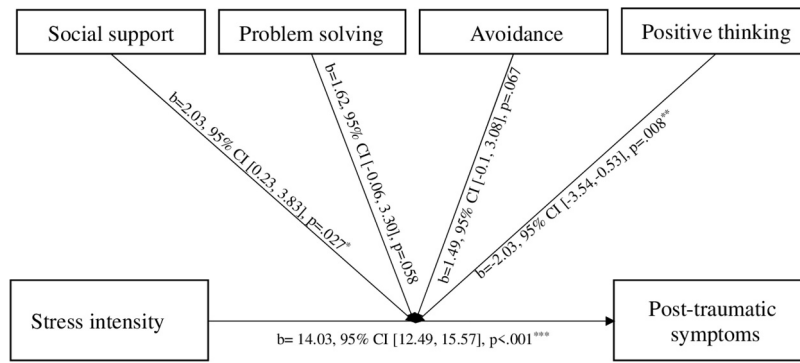 Social support
Problem solving
Avoidance
Positive thinking
b=2.03, 95% CI [0.23, 3.83], p=.027*
b=1.62, 95% CI [-0.06, 3.30], p=.058
b=1.49, 95% CI [-0.1, 3.08], p=.067
b=-2.03, 95% CI [-3.54,-0.53], p=.008**
Stress intensity
Post-traumatic
symptoms
b= 14.03, 95% CI [12.49, 15.57], p<.001***